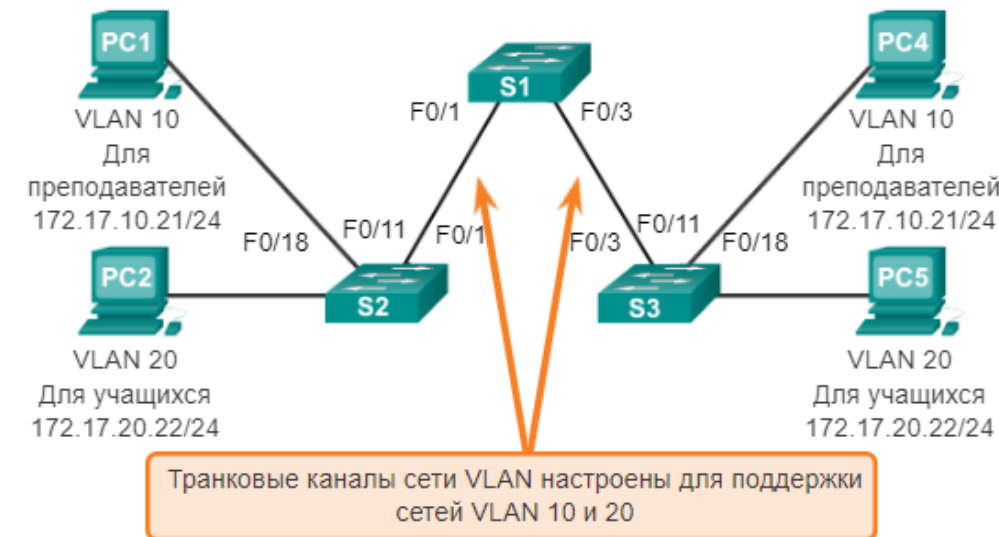 PC1
VLAN 10
Для
преподавателей
172.17.10.21/24
PC2
VLAN 20
Для учащихся
172.17.20.22/24
F0/18
F0/11
F0/1
S2
F0/1
S1
F0/3
F0/3
F0/11
F0/18
S3
PC4
VLAN 10
Для
преподавателей
172.17.10.21/24
PC5
VLAN 20
Для учащихся
172.17.20.22/24
Транковые каналы сети VLAN настроены для поддержки
сетей VLAN 10 и 20